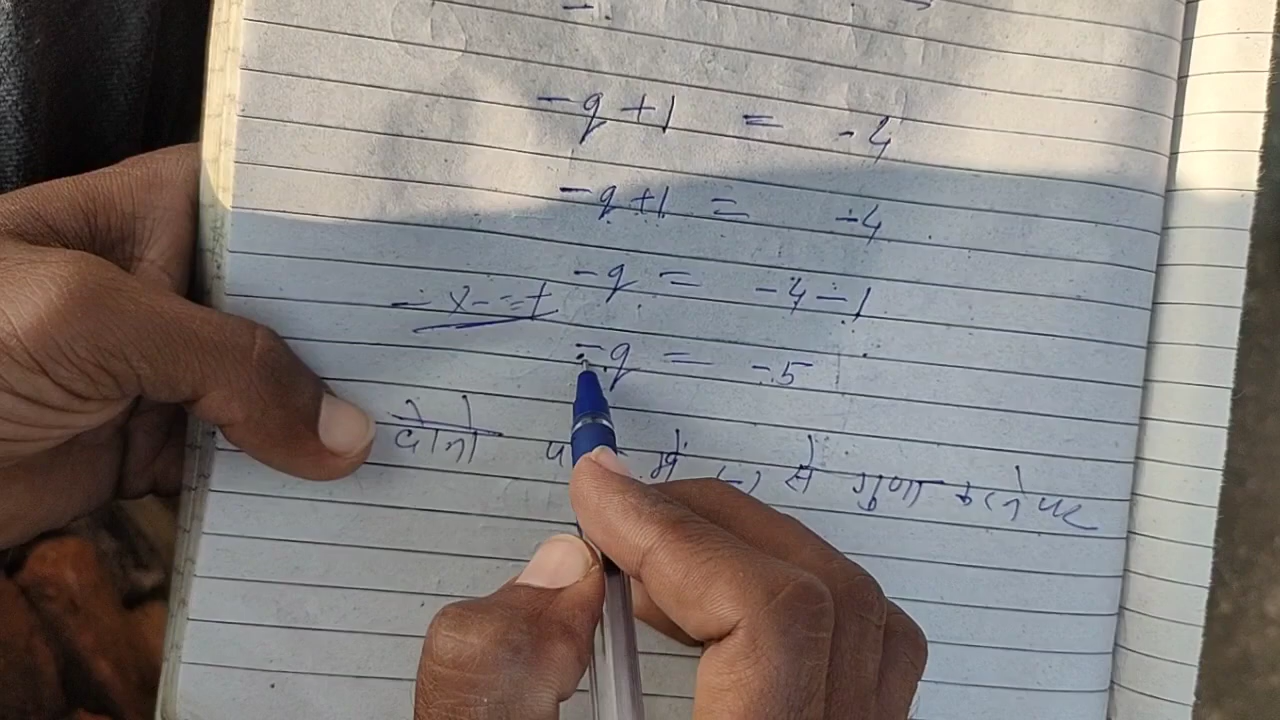 -q + 1 = -4
-q + 1 = -4
-q = -4 - 1
- x - = +
-q = -5
दोनों में (-) से गुणा करने पर